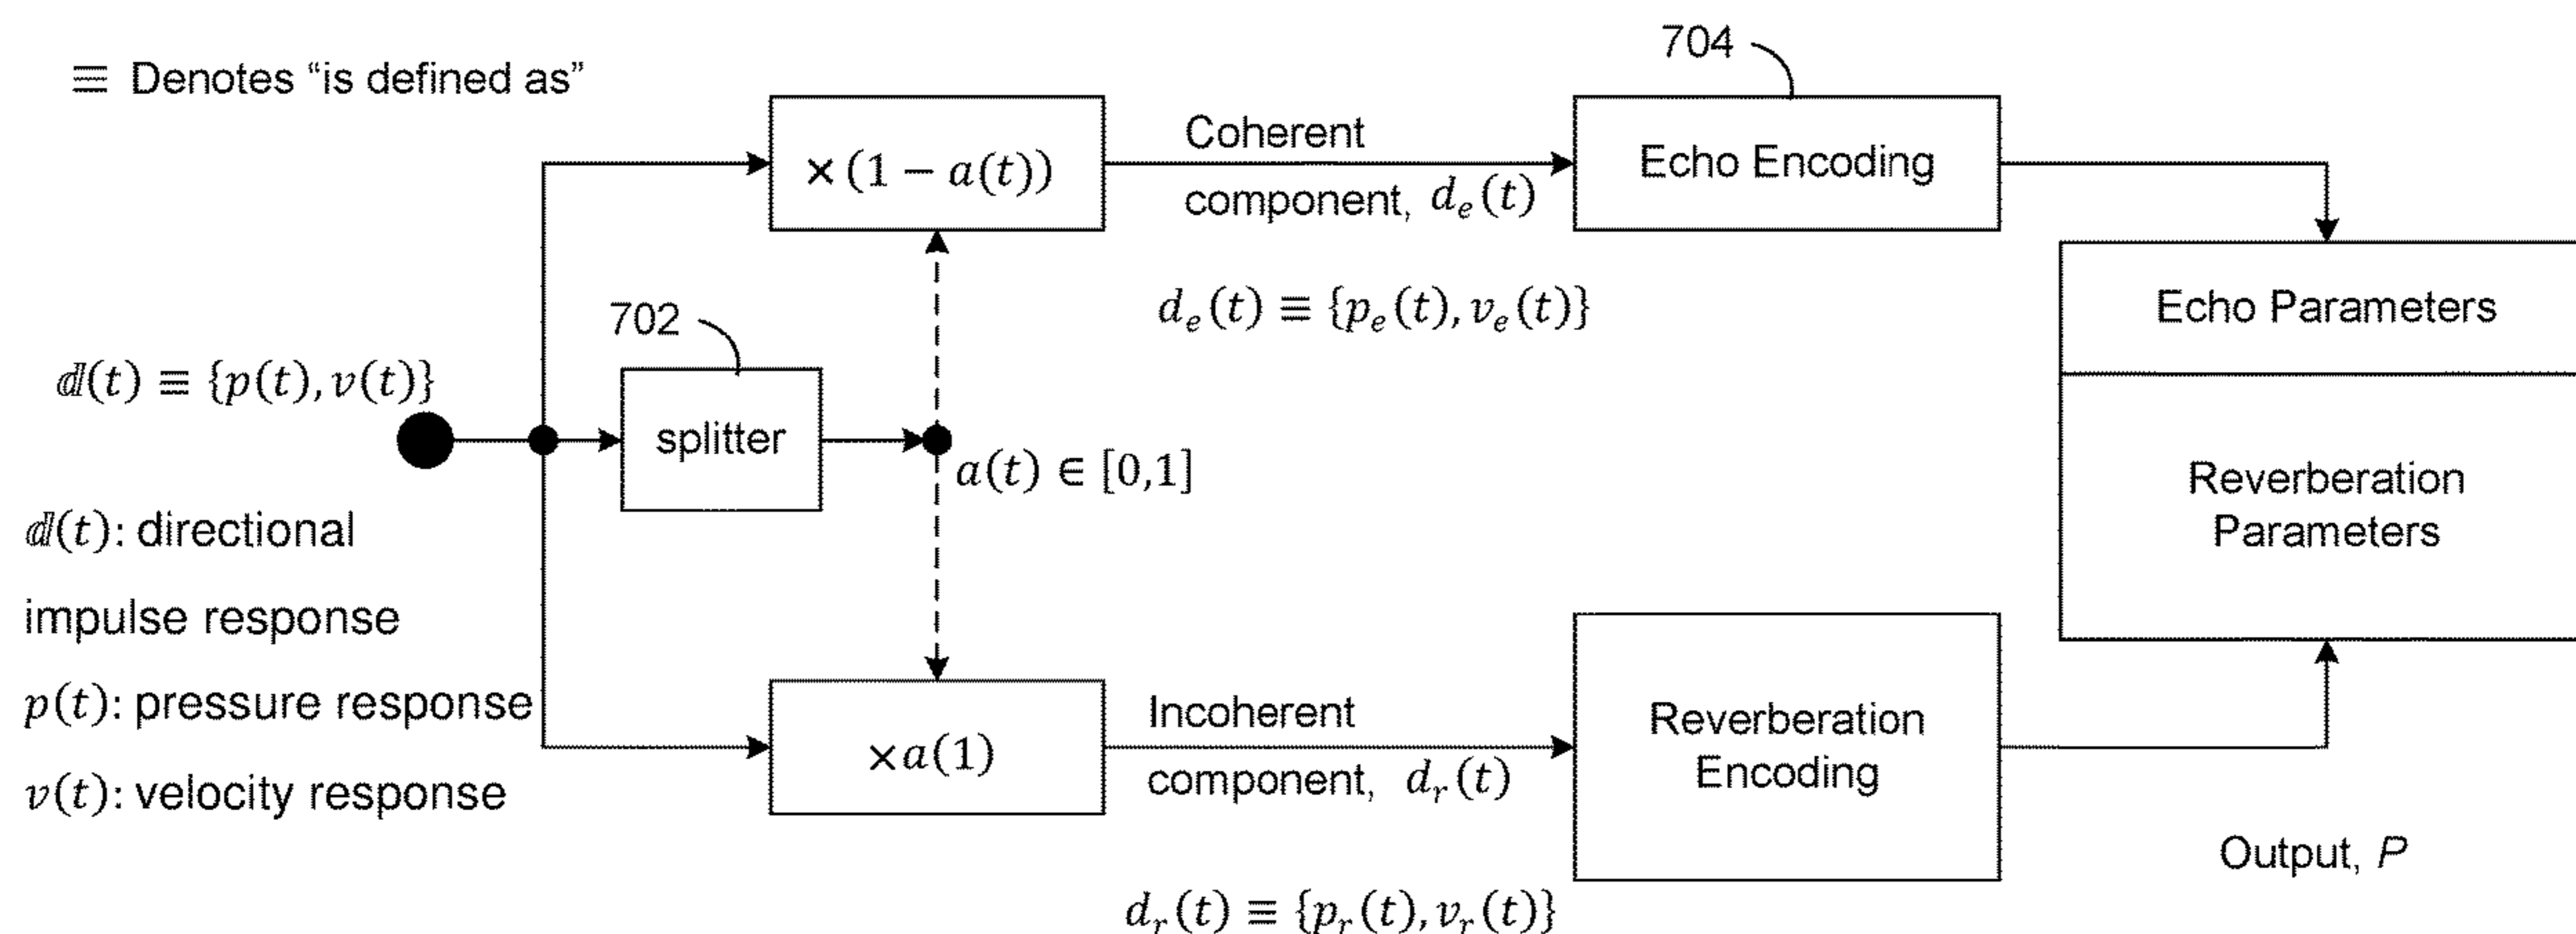 704
≡ Denotes “is defined as”
× (1 − a(t))
Coherent
component, d_e(t)
Echo Encoding
d_e(t) ≡ {p_e(t), v_e(t)}
Echo Parameters
702
𝕕(t) ≡ {p(t), v(t)}
splitter
a(t) ∈ [0,1]
Reverberation
Parameters
𝕕(t): directional
impulse response
p(t): pressure response
v(t): velocity response
×a(1)
Incoherent
component, d_r(t)
Reverberation
Encoding
Output, P
d_r(t) ≡ {p_r(t), v_r(t)}